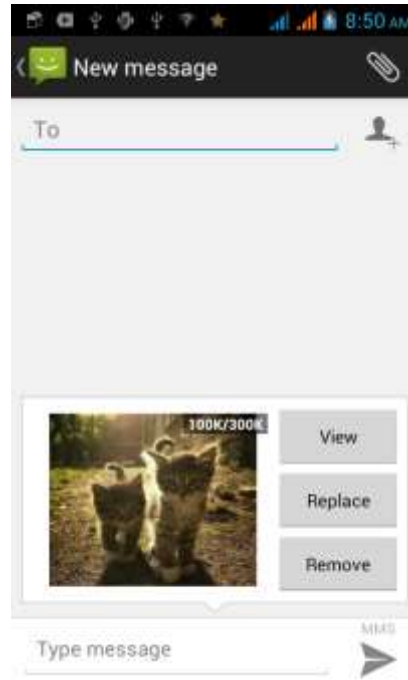 8:50 AM
New message
To
100K/300K
View
Replace
Remove
MMS
Type message